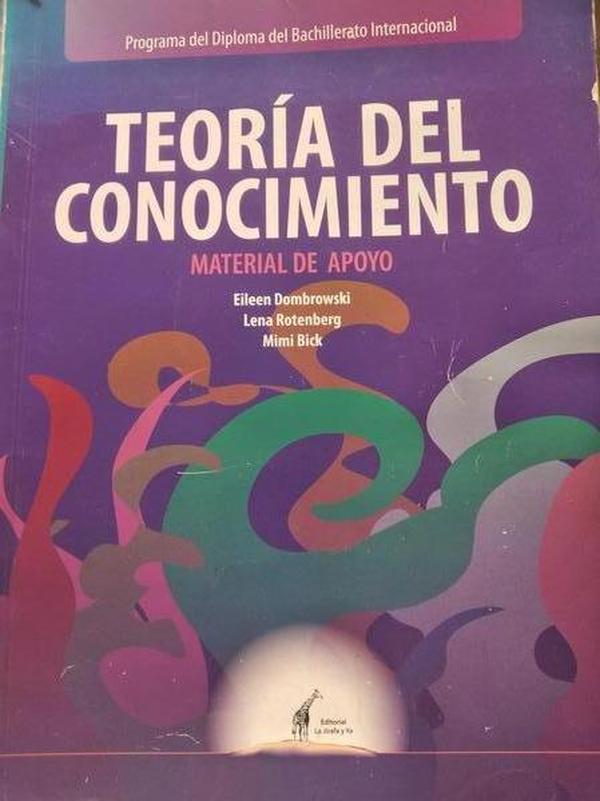 Programa del Diploma del Bachillerato Internacional
TEORÍA DEL
CONOCIMIENTO
MATERIAL DE APOYO
Eileen Dombrowski
Lena Rotenberg
Mimi Bick
Editorial
La Jirafa y Yo